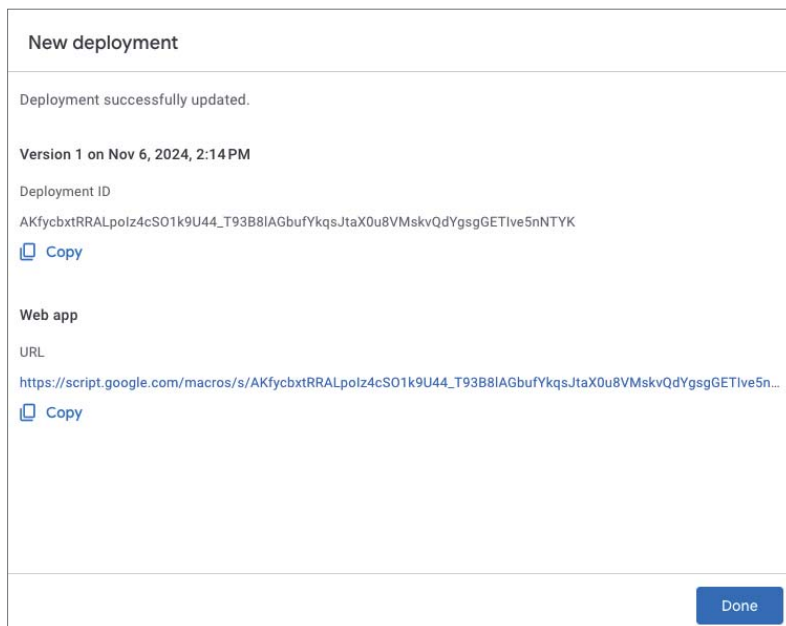 New deployment
Deployment successfully updated.
Version 1 on Nov 6, 2024, 2:14 PM
Deployment ID
AKfycbxtRRALpoIz4cSO1k9U44_T93B8lAGbufYkqsJtaX0u8VMskvQdYgsgGETIve5nNTYK
Copy
Web app
URL
https://script.google.com/macros/s/AKfycbxtRRALpoIz4cSO1k9U44_T93B8lAGbufYkqsJtaX0u8VMskvQdYgsgGETIve5n...
Copy
Done